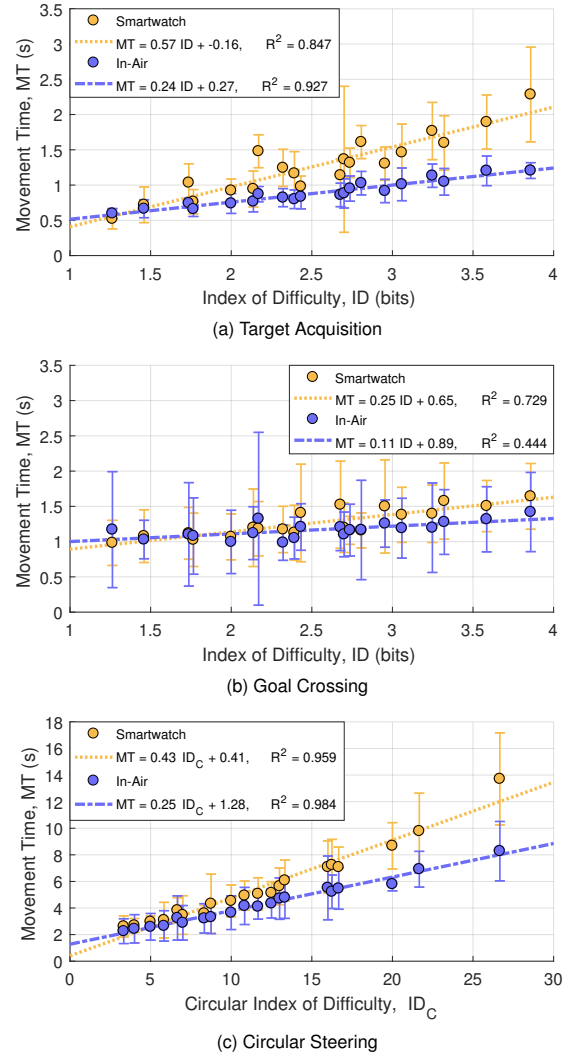 3.5
3
2.5
2
1.5
1
0.5
0
Movement Time, MT (s)
Smartwatch
MT = 0.57 ID + -0.16, R² = 0.847
In-Air
MT = 0.24 ID + 0.27, R² = 0.927
1 1.5 2 2.5 3 3.5 4
Index of Difficulty, ID (bits)
(a) Target Acquisition
3.5
3
2.5
2
1.5
1
0.5
0
Movement Time, MT (s)
Smartwatch
MT = 0.25 ID + 0.65, R² = 0.729
In-Air
MT = 0.11 ID + 0.89, R² = 0.444
1 1.5 2 2.5 3 3.5 4
Index of Difficulty, ID (bits)
(b) Goal Crossing
18
16
14
12
10
8
6
4
2
0
Movement Time, MT (s)
Smartwatch
MT = 0.43 ID_C + 0.41, R² = 0.959
In-Air
MT = 0.25 ID_C + 1.28, R² = 0.984
0 5 10 15 20 25 30
Circular Index of Difficulty, ID_C
(c) Circular Steering